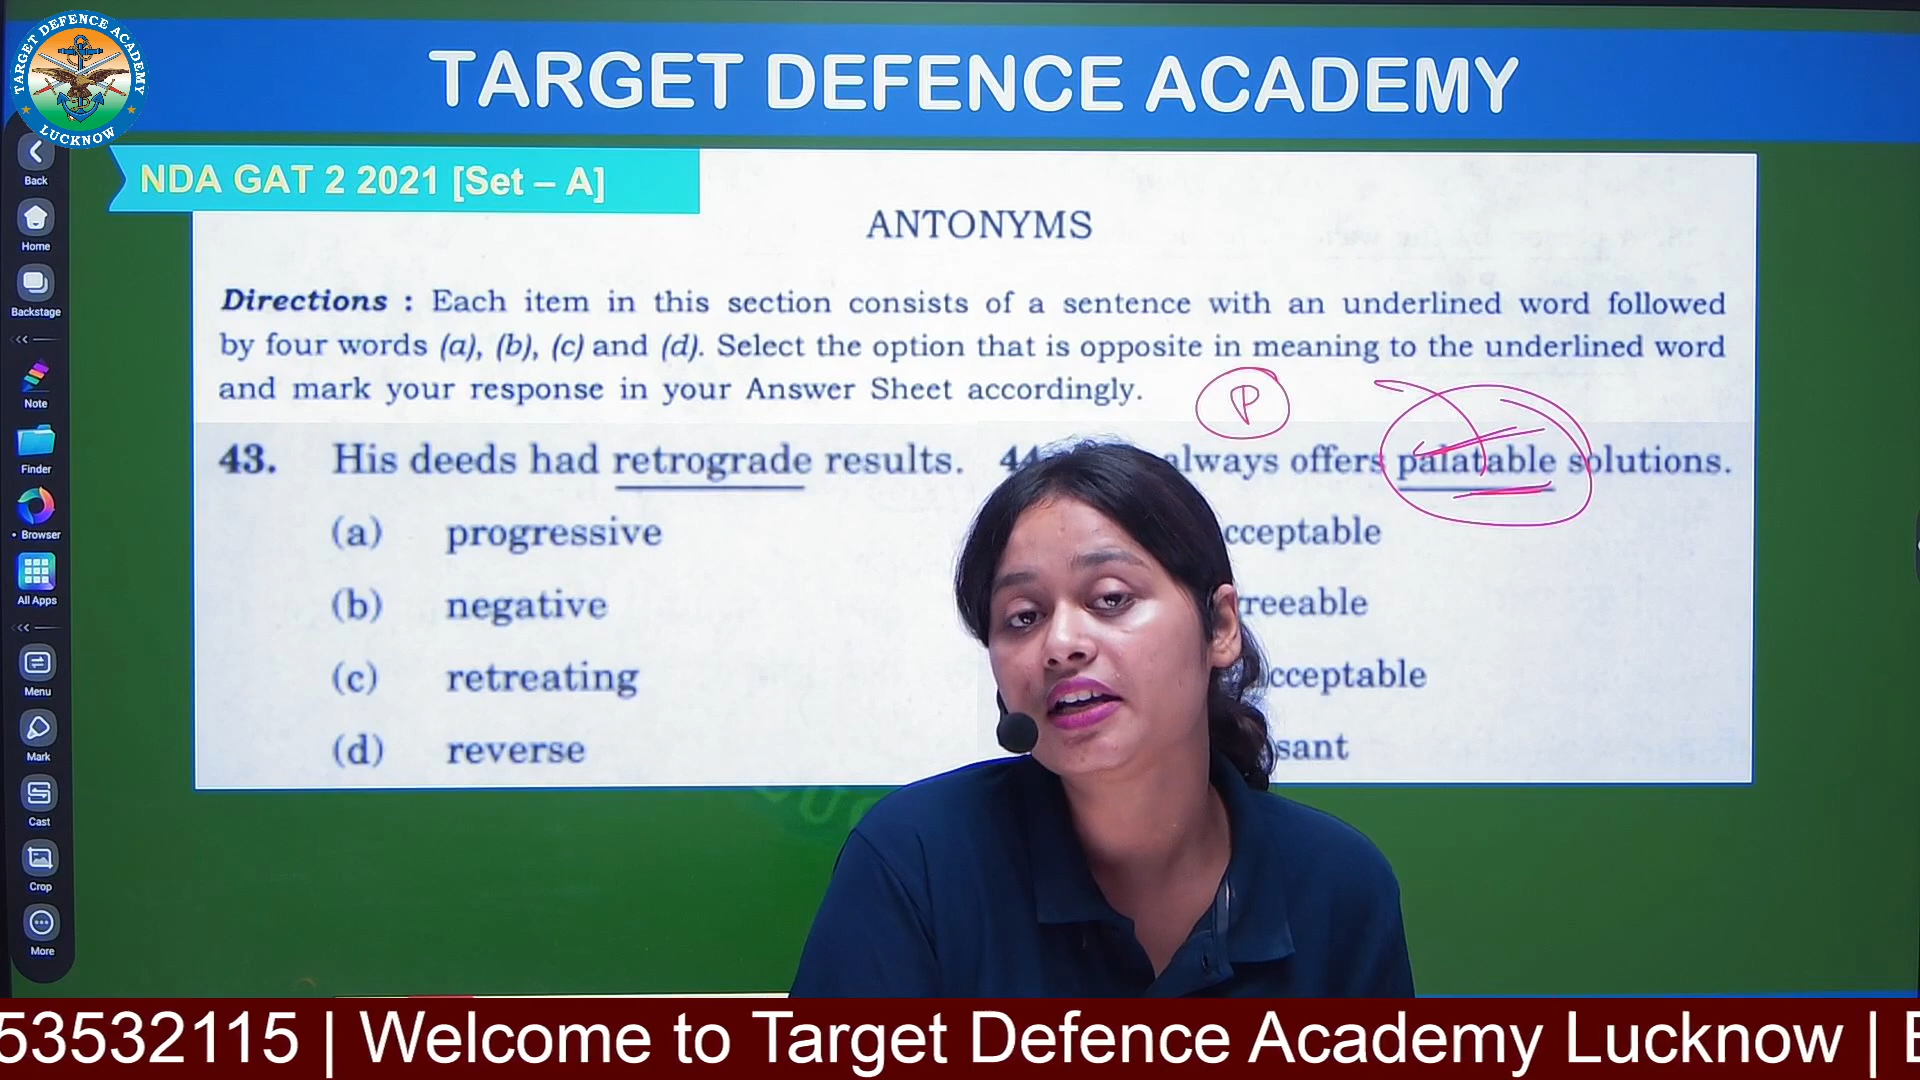 TARGET DEFENCE ACADEMY
LUCKNOW
TARGET DEFENCE ACADEMY
Back
Home
Backstage
Note
Finder
Browser
All Apps
Menu
Mark
Cast
Crop
More
NDA GAT 2 2021 [Set – A]
ANTONYMS
Directions : Each item in this section consists of a sentence with an underlined word followed
by four words (a), (b), (c) and (d). Select the option that is opposite in meaning to the underlined word
and mark your response in your Answer Sheet accordingly.
P
43. His deeds had retrograde results.
(a) progressive
(b) negative
(c) retreating
(d) reverse
always offers palatable solutions.
53532115 | Welcome to Target Defence Academy Lucknow |